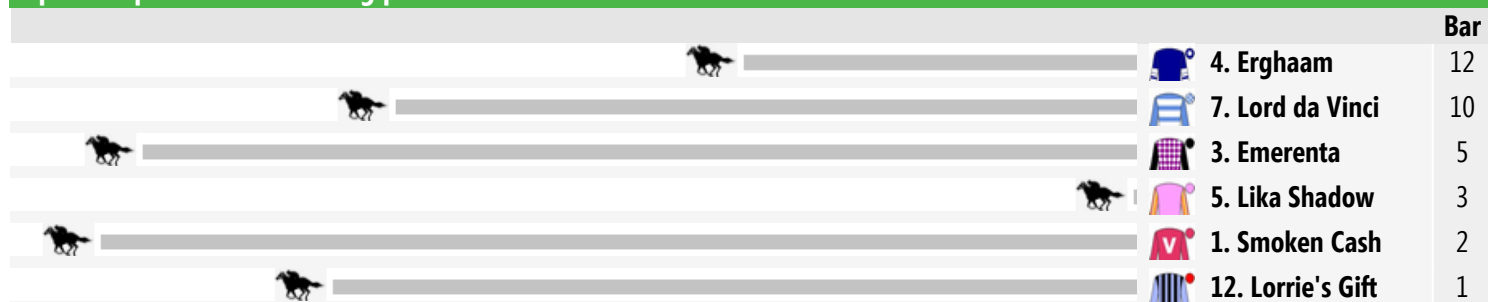 Bar
4. Erghaam 12
7. Lord da Vinci 10
3. Emerenta 5
5. Lika Shadow 3
V 1. Smoken Cash 2
12. Lorrie's Gift 1